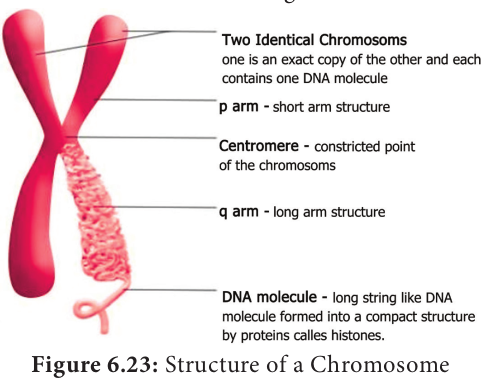 Two Identical Chromosoms
one is an exact copy of the other and each
contains one DNA molecule
p arm - short arm structure
Centromere - constricted point
of the chromosoms
q arm - long arm structure
DNA molecule - long string like DNA
molecule formed into a compact structure
by proteins calles histones.
Figure 6.23: Structure of a Chromosome